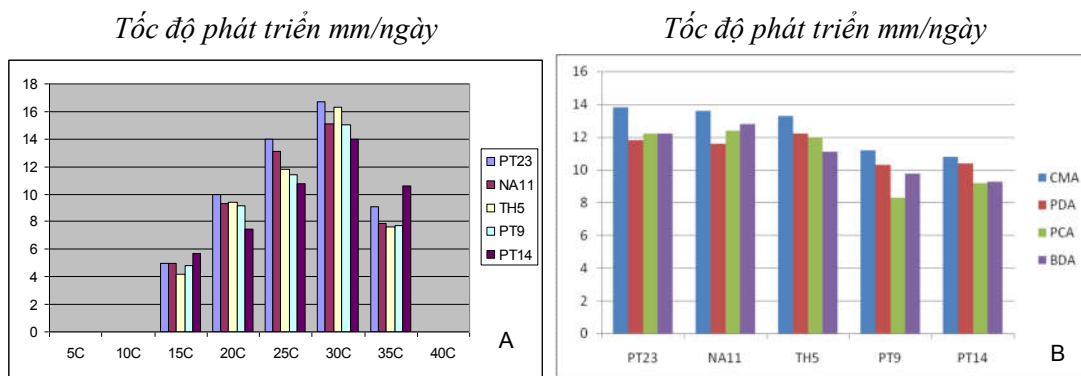 Tốc độ phát triển mm/ngày
18
16
14
12
10
8
6
4
2
0
5C 10C 15C 20C 25C 30C 35C 40C
PT23
NA11
TH5
PT9
PT14
A
Tốc độ phát triển mm/ngày
16
14
12
10
8
6
4
2
0
PT23 NA11 TH5 PT9 PT14
CMA
PDA
PCA
BDA
B